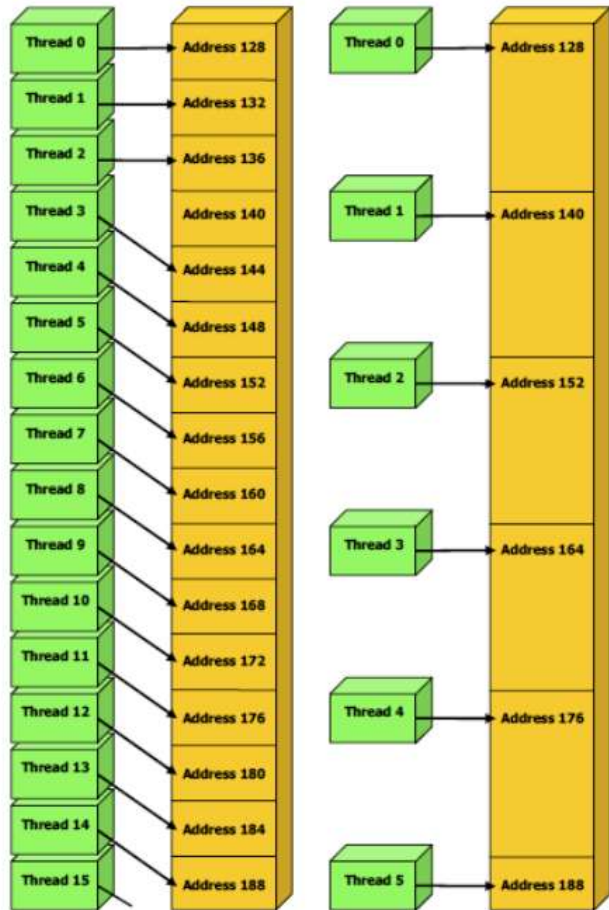 Thread 0
Address 128
Thread 1
Address 132
Thread 2
Address 136
Thread 3
Address 140
Thread 4
Address 144
Thread 5
Address 148
Thread 6
Address 152
Thread 7
Address 156
Thread 8
Address 160
Thread 9
Address 164
Thread 10
Address 168
Thread 11
Address 172
Thread 12
Address 176
Thread 13
Address 180
Thread 14
Address 184
Thread 15
Address 188
Thread 0
Address 128
Thread 1
Address 140
Thread 2
Address 152
Thread 3
Address 164
Thread 4
Address 176
Thread 5
Address 188